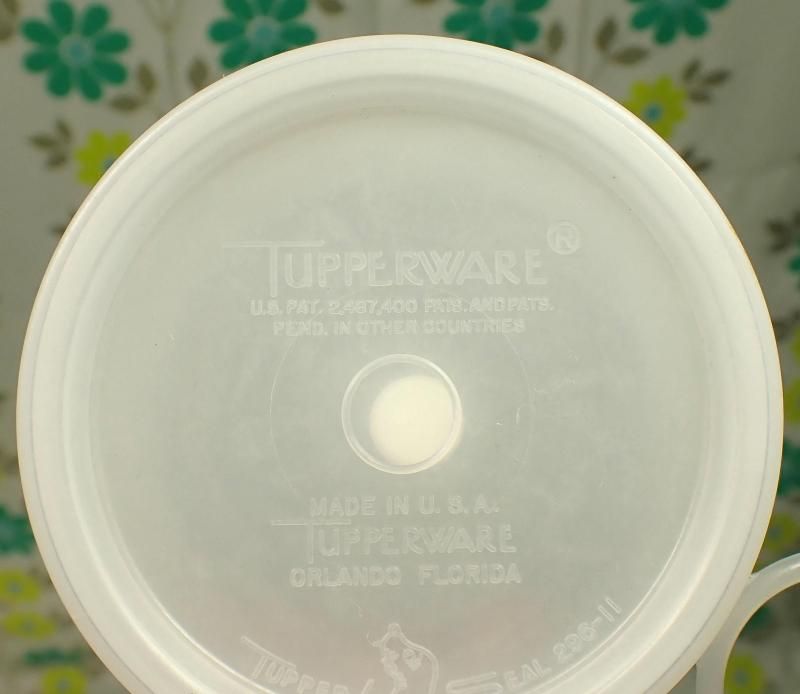 TUPPERWARE ®
U.S. PAT. 2,487,400 PATS. AND PATS.
PEND. IN OTHER COUNTRIES
MADE IN U.S.A.
TUPPERWARE
ORLANDO FLORIDA
TUPPER SEAL 296-11